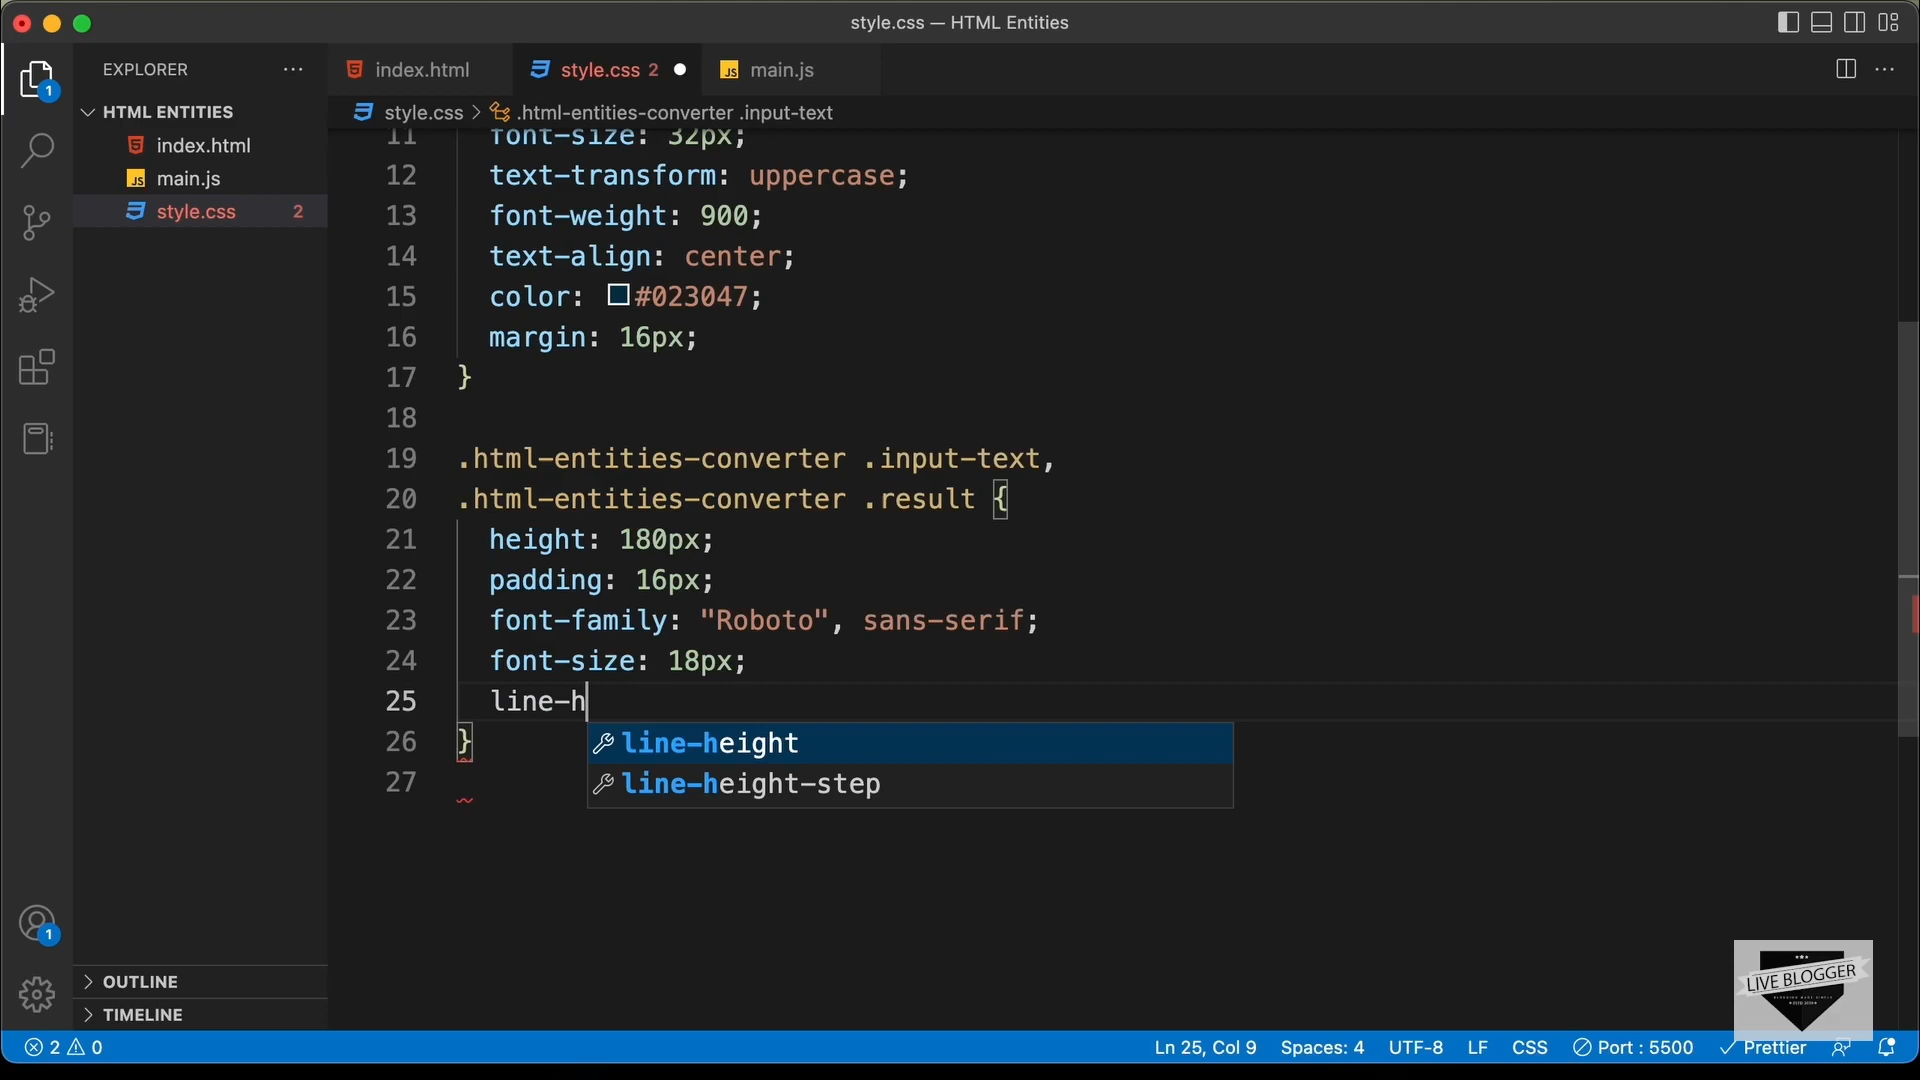 style.css — HTML Entities
EXPLORER
index.html
style.css 2
main.js
1
HTML ENTITIES
style.css > .html-entities-converter .input-text
index.html
main.js
style.css 2
11 font-size: 32px;
12 text-transform: uppercase;
13 font-weight: 900;
14 text-align: center;
15 color: #023047;
16 margin: 16px;
17 }
18
19 .html-entities-converter .input-text,
20 .html-entities-converter .result {
21 height: 180px;
22 padding: 16px;
23 font-family: "Roboto", sans-serif;
24 font-size: 18px;
25 line-h
26 }
line-height
27
line-height-step
1
OUTLINE
TIMELINE
LIVE BLOGGER
2 0
Ln 25, Col 9 Spaces: 4 UTF-8 LF CSS Port : 5500 Prettier